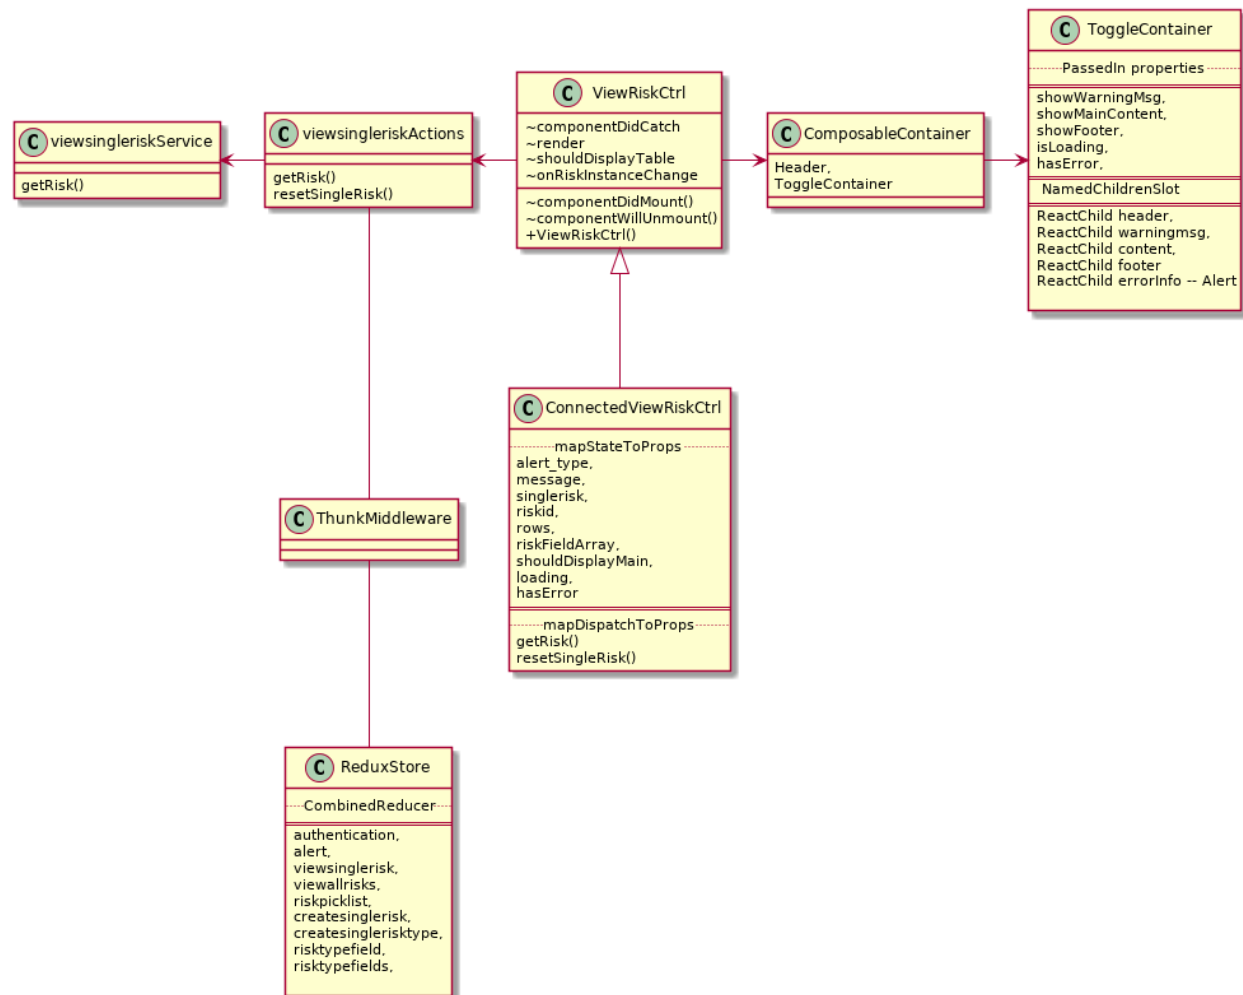 C ToggleContainer
PassedIn properties
showWarningMsg,
showMainContent,
showFooter,
isLoading,
hasError,
NamedChildrenSlot
ReactChild header,
ReactChild warningmsg,
ReactChild content,
ReactChild footer
ReactChild errorInfo -- Alert
C ViewRiskCtrl
~componentDidCatch
~render
~shouldDisplayTable
~onRiskInstanceChange
~componentDidMount()
~componentWillUnmount()
+ViewRiskCtrl()
C viewsingleriskService
getRisk()
C viewsingleriskActions
getRisk()
resetSingleRisk()
C ComposableContainer
Header,
ToggleContainer
C ConnectedViewRiskCtrl
mapStateToProps
alert_type,
message,
singlerisk,
riskid,
rows,
riskFieldArray,
shouldDisplayMain,
loading,
hasError
mapDispatchToProps
getRisk()
resetSingleRisk()
C ThunkMiddleware
C ReduxStore
CombinedReducer
authentication,
alert,
viewsinglerisk,
viewallrisks,
riskpicklist,
createsinglerisk,
createsinglerisktype,
risktypefield,
risktypefields,